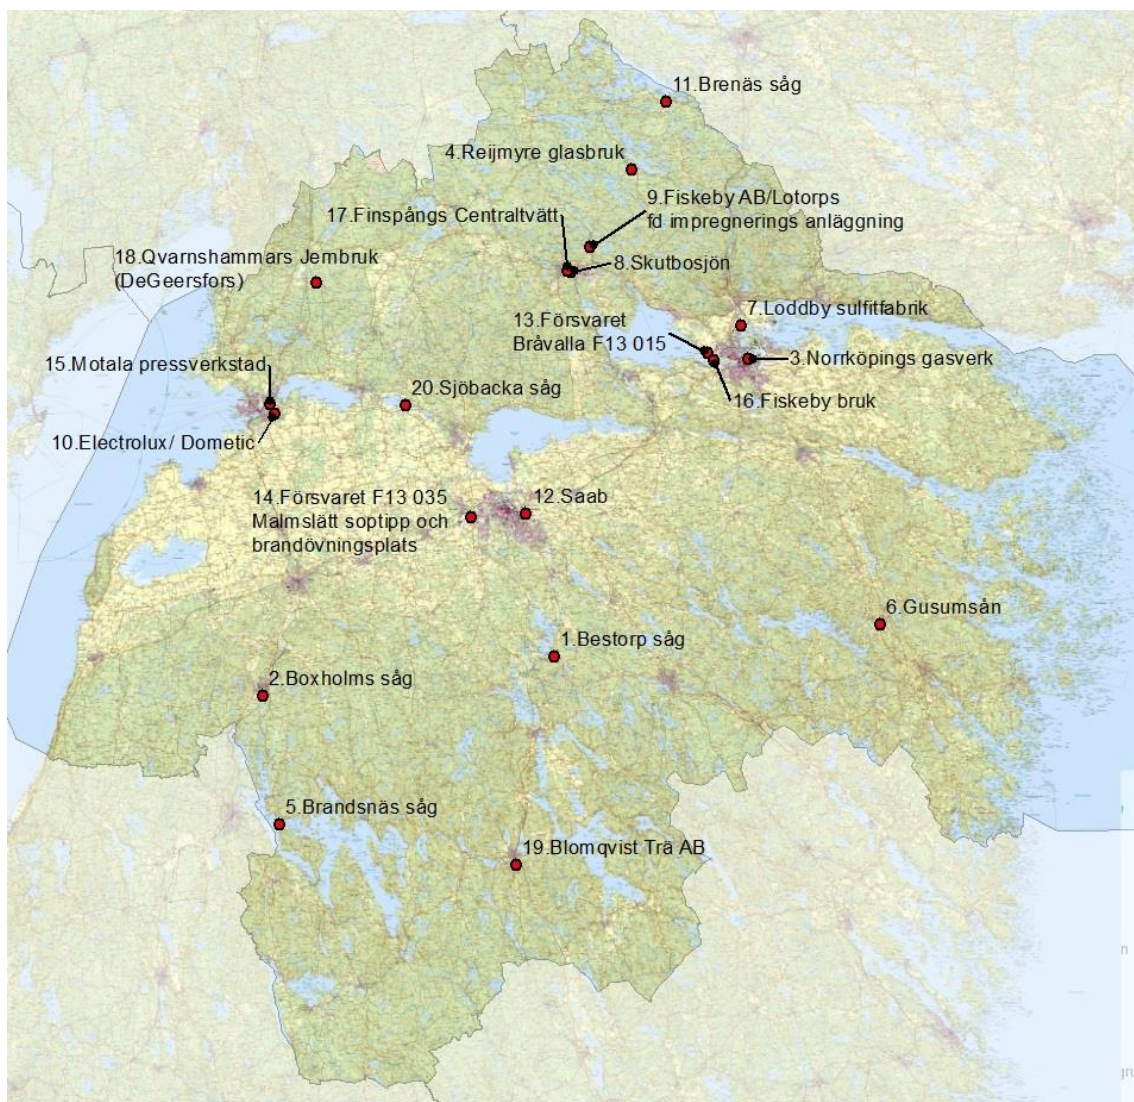 11.Brenäs såg
4.Reijmyre glasbruk
9.Fiskeby AB/Lotorps
fd impregnerings anläggning
17.Finspångs Centraltvätt
18.Qvarnshammars Jernbruk
(DeGeersfors)
8.Skutbosjön
7.Loddby sulfitfabrik
13.Försvaret
Bråvalla F13 015
15.Motala pressverkstad
3.Norrköpings gasverk
20.Sjöbacka såg
16.Fiskeby bruk
10.Electrolux/ Dometic
14.Försvaret F13 035
Malmslätt soptipp och
brandövningsplats
12.Saab
6.Gusumsån
1.Bestorp såg
2.Boxholms såg
5.Brandsnäs såg
19.Blomqvist Trä AB